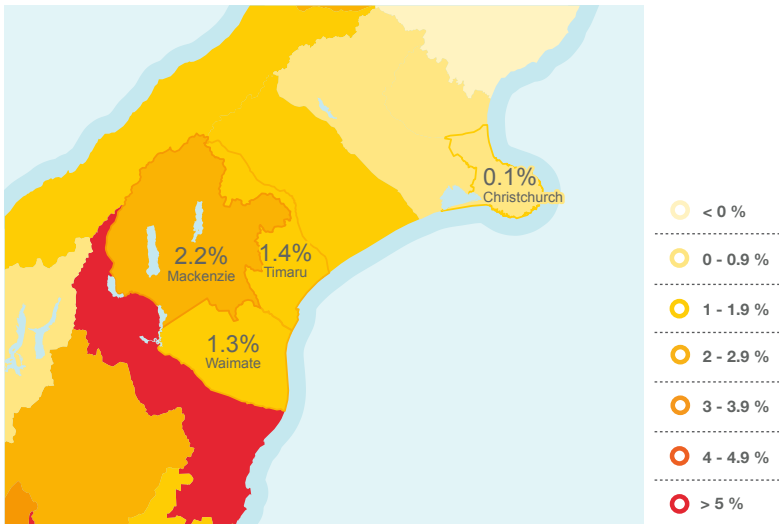 0.1%
Christchurch
2.2%
Mackenzie
1.4%
Timaru
1.3%
Waimate
< 0 %
0 - 0.9 %
1 - 1.9 %
2 - 2.9 %
3 - 3.9 %
4 - 4.9 %
> 5 %